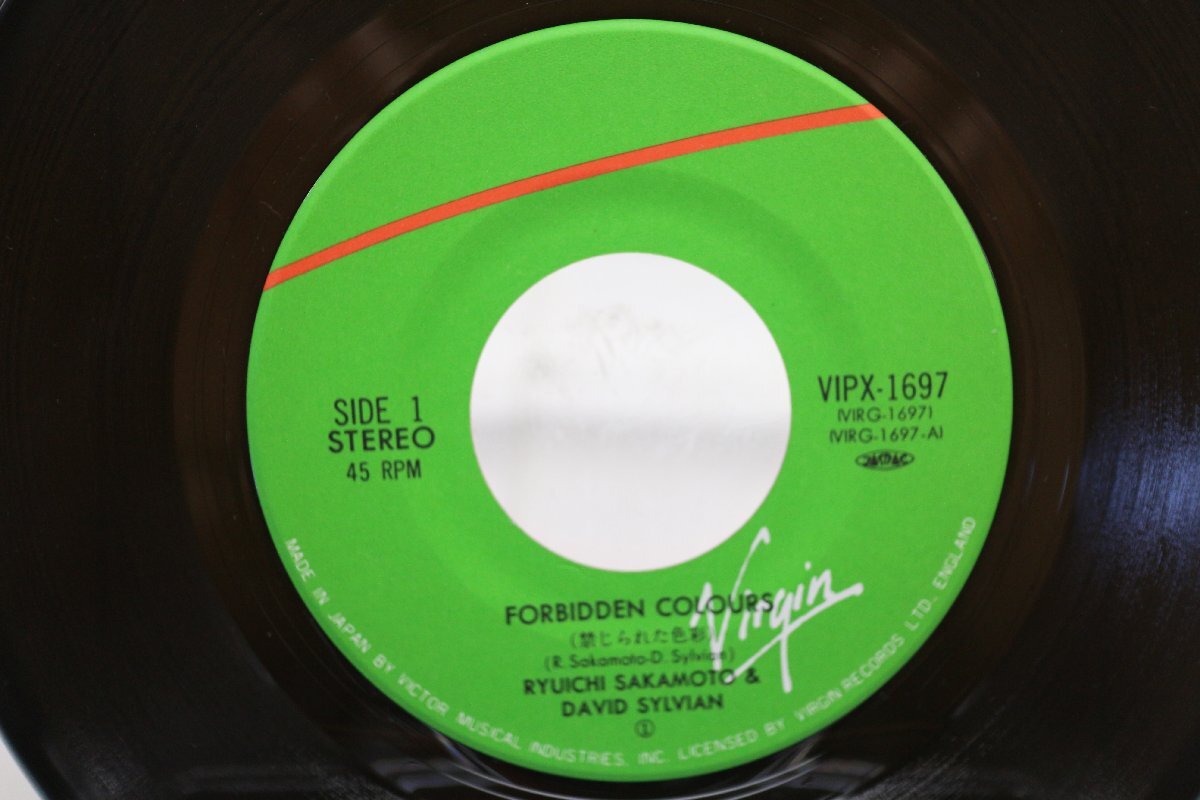 SIDE 1
STEREO
45 RPM
VIPX-1697
(VIRG-1697)
(VIRG-1697-A)
JASRAC
Virgin
FORBIDDEN COLOURS
(禁じられた色彩)
(R. Sakamoto-D. Sylvian)
RYUICHI SAKAMOTO &
DAVID SYLVIAN
①
MADE IN JAPAN BY VICTOR MUSICAL INDUSTRIES, INC. LICENSED BY VIRGIN RECORDS LTD. ENGLAND